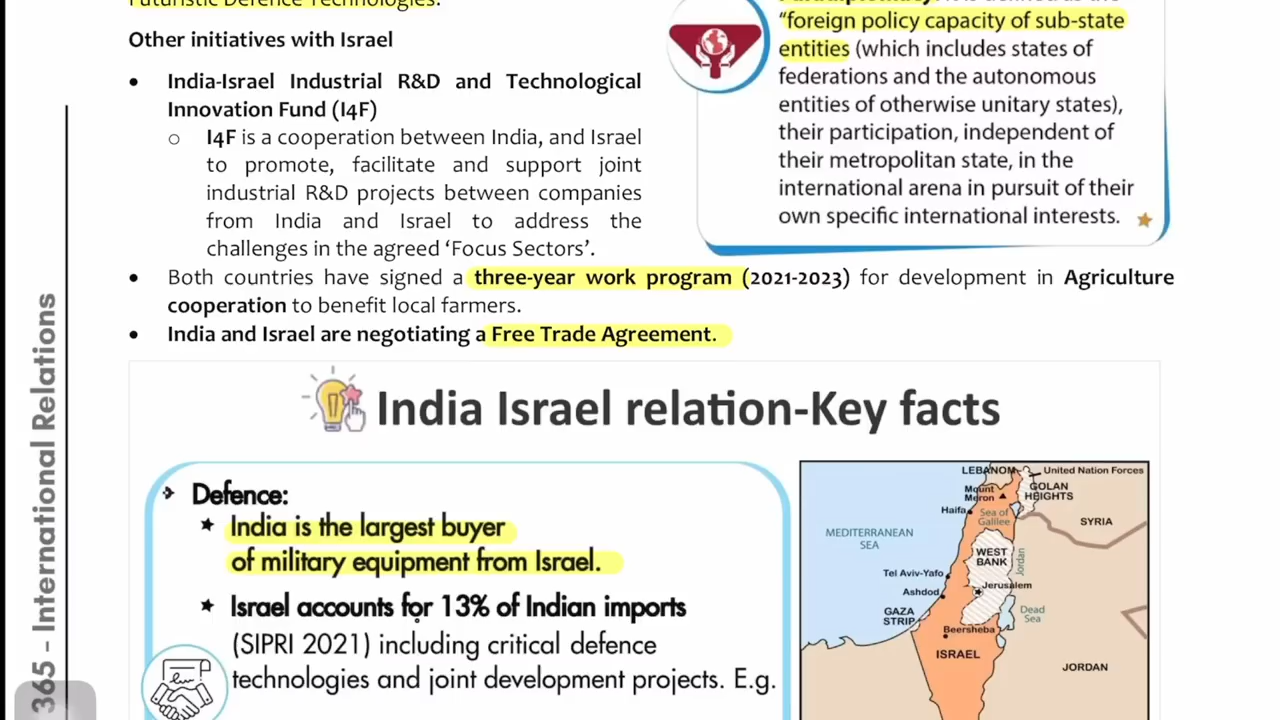 Futuristic Defence Technologies.
Other initiatives with Israel
• India-Israel Industrial R&D and Technological
Innovation Fund (I4F)
o I4F is a cooperation between India, and Israel
to promote, facilitate and support joint
industrial R&D projects between companies
from India and Israel to address the
challenges in the agreed ‘Focus Sectors’.
“foreign policy capacity of sub-state
entities (which includes states of
federations and the autonomous
entities of otherwise unitary states),
their participation, independent of
their metropolitan state, in the
international arena in pursuit of their
own specific international interests.
• Both countries have signed a three-year work program (2021-2023) for development in Agriculture
cooperation to benefit local farmers.
• India and Israel are negotiating a Free Trade Agreement.
India Israel relation-Key facts
Defence:
India is the largest buyer
of military equipment from Israel.
Israel accounts for 13% of Indian imports
(SIPRI 2021) including critical defence
technologies and joint development projects. E.g.
LEBANON
United Nation Forces
Mount
Meron
GOLAN
HEIGHTS
Haifa
Sea of
Galilee
SYRIA
MEDITERRANEAN
SEA
WEST
BANK
Jordan
Tel Aviv-Yafo
Jerusalem
Ashdod
GAZA
STRIP
Dead
Sea
Beersheba
ISRAEL
JORDAN
365 – International Relations